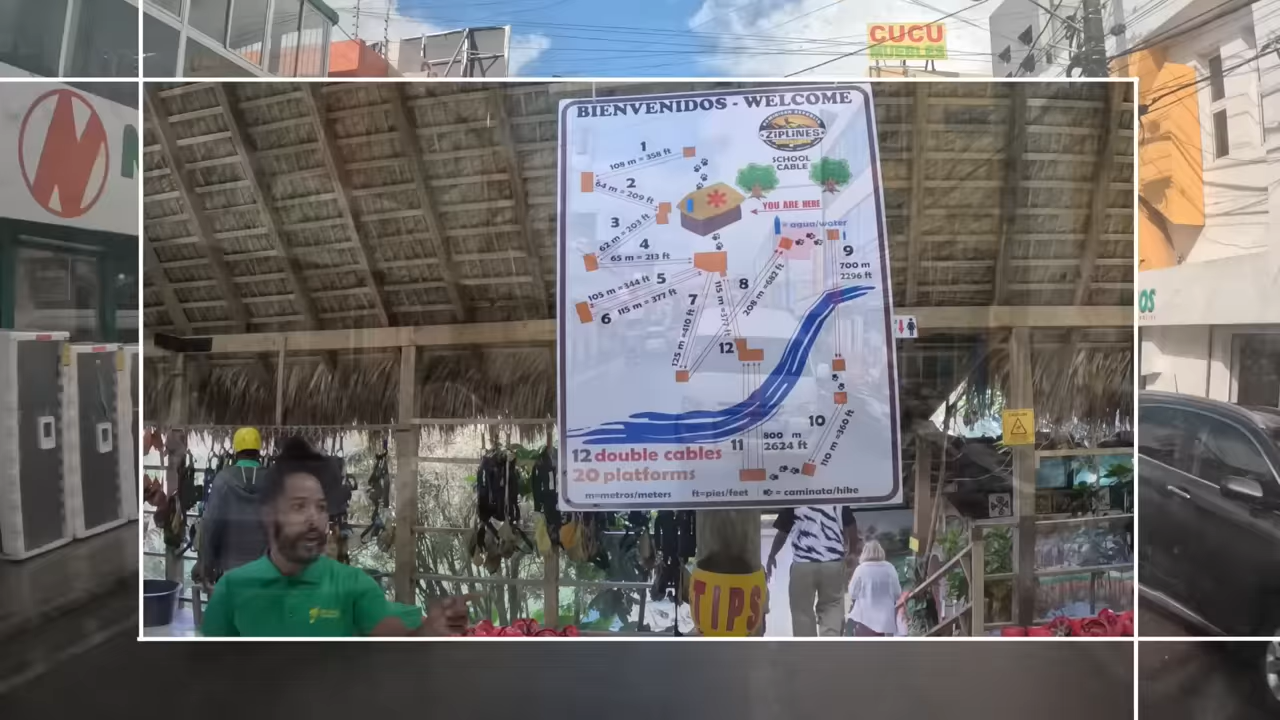 CUCU
MUEBLES
BIENVENIDOS - WELCOME
ZIPLINES
SCHOOL
CABLE
1
108 m = 358 ft
2
64 m = 209 ft
3
62 m = 203 ft
4
65 m = 213 ft
YOU ARE HERE
= agua/water
9
700 m
2296 ft
5
105 m = 344 ft
6
115 m = 377 ft
7
125 m = 410 ft
8
208 m = 682 ft
12
10
110 m = 360 ft
11
800 m
2624 ft
12 double cables
20 platforms
m=metros/meters
ft=pies/feet
= caminata/hike
TIPS
OS